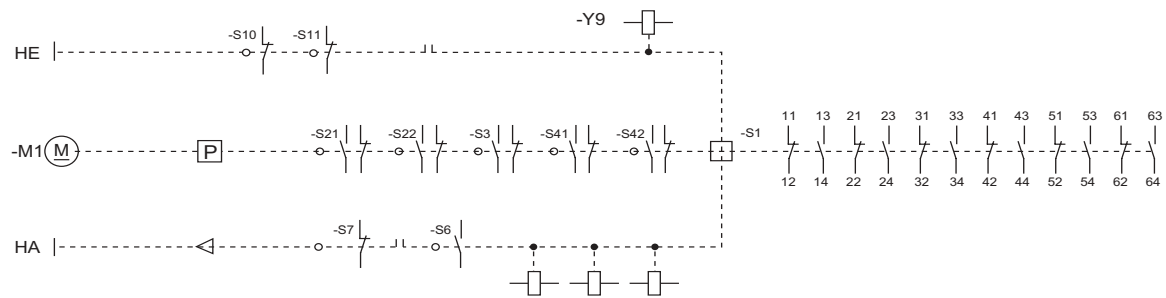 -Y9
-S10 -S11
HE
11 13 21 23 31 33 41 43 51 53 61 63
-S21 -S22 -S3 -S41 -S42 -S1
-M1 M P
12 14 22 24 32 34 42 44 52 54 62 64
-S7 -S6
HA